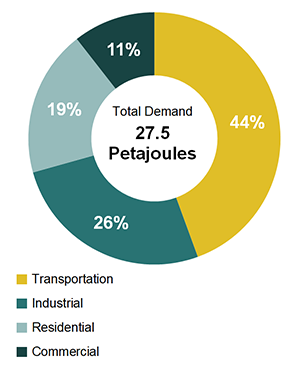 11%
19%
44%
26%
Total Demand
27.5
Petajoules
Transportation
Industrial
Residential
Commercial